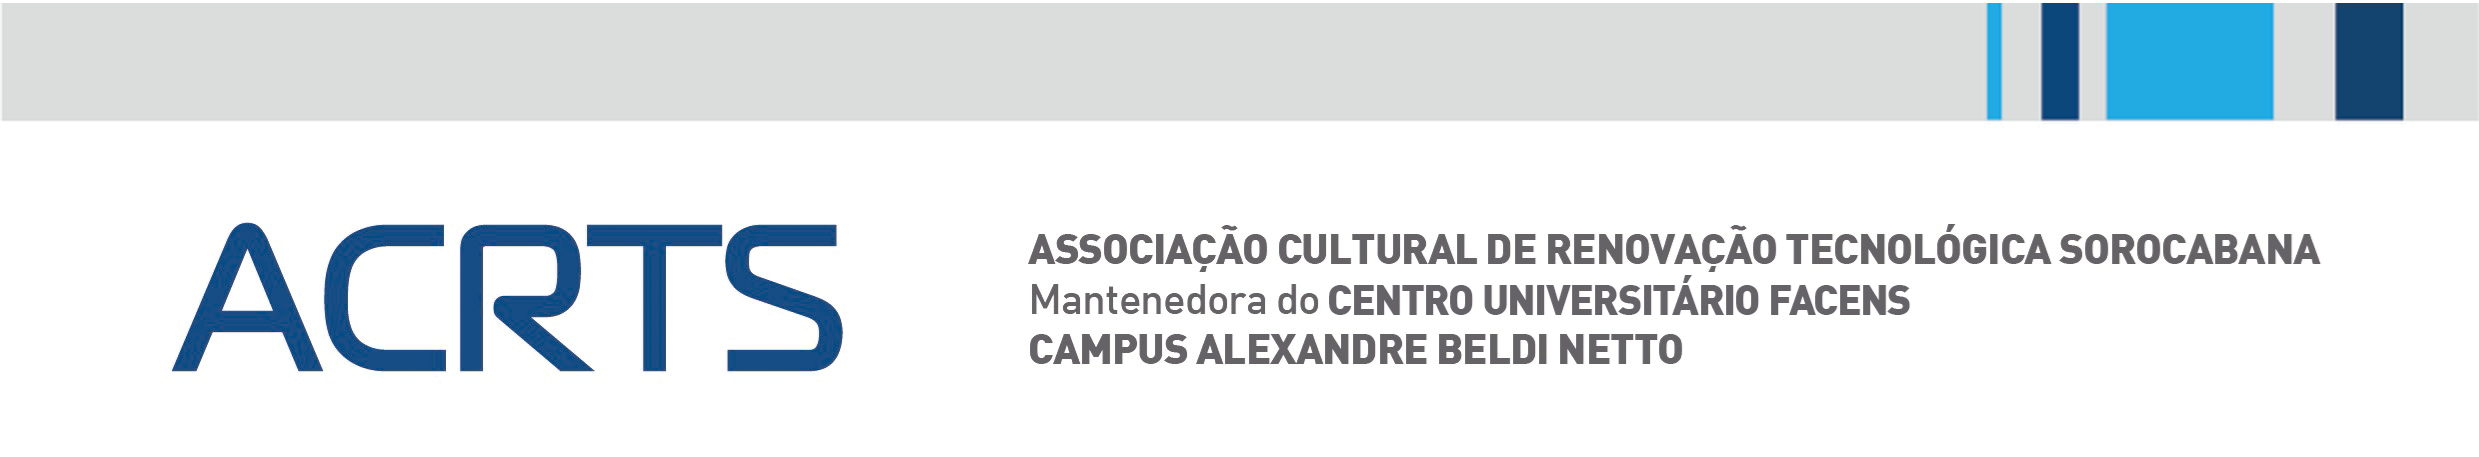 ACRTS
ASSOCIAÇÃO CULTURAL DE RENOVAÇÃO TECNOLÓGICA SOROCABANA
Mantenedora do CENTRO UNIVERSITÁRIO FACENS
CAMPUS ALEXANDRE BELDI NETTO